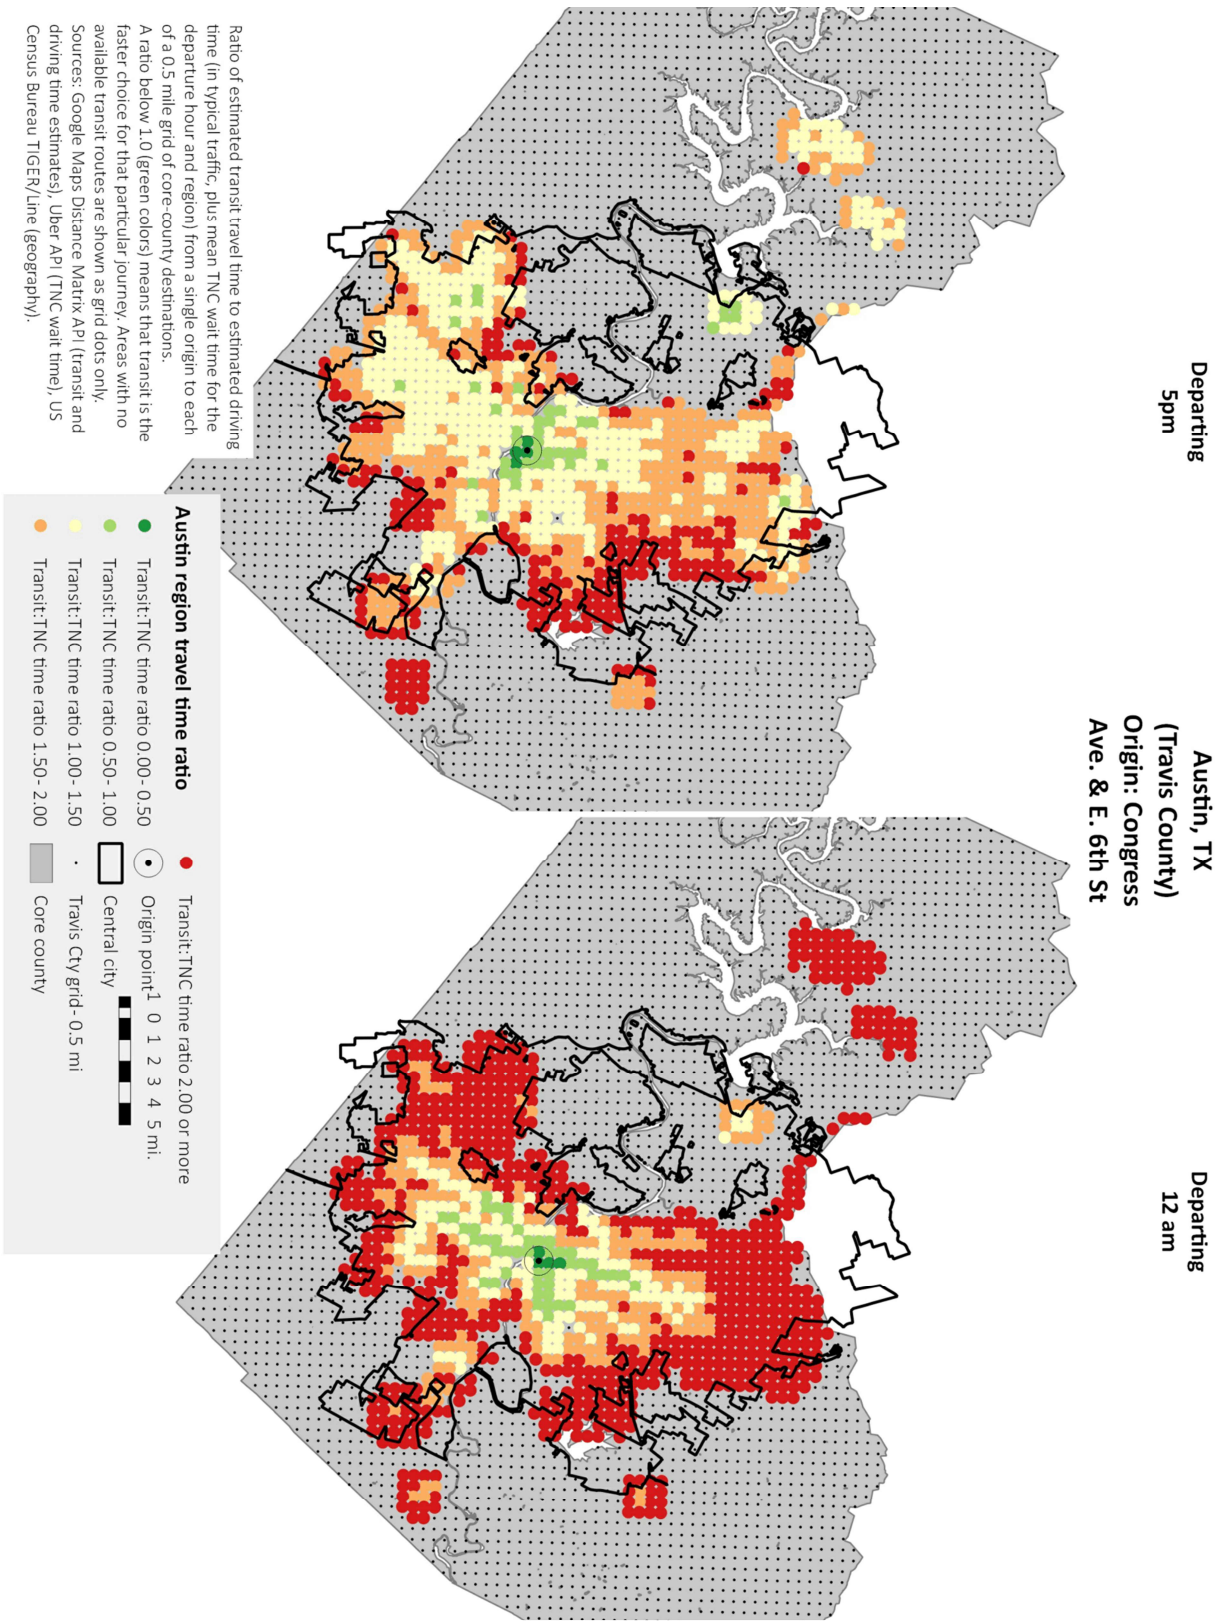 Austin, TX
(Travis County)
Origin: Congress
Ave. & E. 6th St
Departing
5pm
Departing
12 am
Ratio of estimated transit travel time to estimated driving
time (in typical traffic, plus mean TNC wait time for the
departure hour and region) from a single origin to each
of a 0.5 mile grid of core-county destinations.
A ratio below 1.0 (green colors) means that transit is the
faster choice for that particular journey. Areas with no
available transit routes are shown as grid dots only.
Sources: Google Maps Distance Matrix API (transit and
driving time estimates), Uber API (TNC wait time), US
Census Bureau TIGER/Line (geography).
Austin region travel time ratio
Transit:TNC time ratio 0.00 - 0.50
Transit:TNC time ratio 0.50 - 1.00
Transit:TNC time ratio 1.00 - 1.50
Transit:TNC time ratio 1.50 - 2.00
Transit:TNC time ratio 2.00 or more
Origin point
Central city
Travis Cty grid - 0.5 mi
Core county
1 0 1 2 3 4 5 mi.